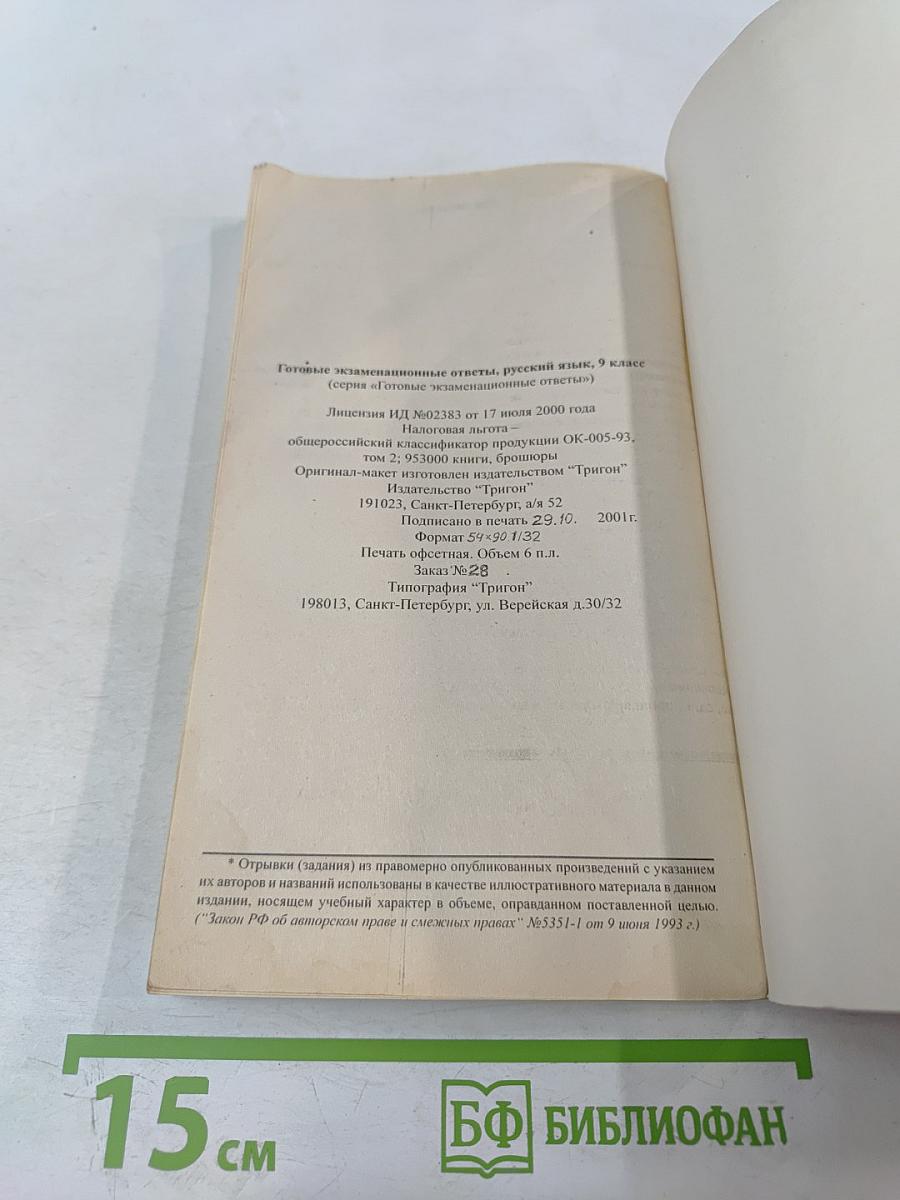 Готовые экзаменационные ответы, русский язык, 9 класс
(серия «Готовые экзаменационные ответы»)
Лицензия ИД №02383 от 17 июля 2000 года
Налоговая льгота –
общероссийский классификатор продукции ОК-005-93,
том 2; 953000 книги, брошюры
Оригинал-макет изготовлен издательством “Тригон”
Издательство “Тригон”
191023, Санкт-Петербург, а/я 52
Подписано в печать 29.10. 2001г.
Формат 54×90 1/32
Печать офсетная. Объем 6 п.л.
Заказ №28 .
Типография “Тригон”
198013, Санкт-Петербург, ул. Верейская д.30/32
* Отрывки (задания) из правомерно опубликованных произведений с указанием
их авторов и названий использованы в качестве иллюстративного материала в данном
издании, носящем учебный характер в объеме, оправданном поставленной целью.
("Закон РФ об авторском праве и смежных правах" №5351-1 от 9 июня 1993 г.)
15 см
БФ БИБЛИОФАН